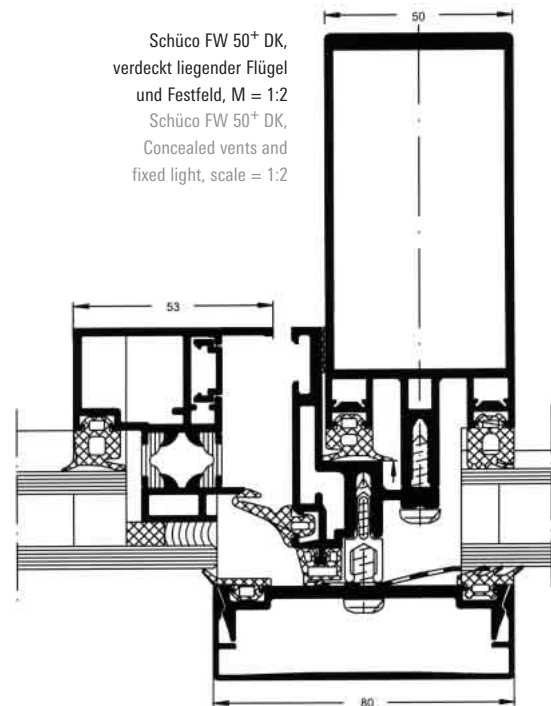 50
Schüco FW 50+ DK,
verdeckt liegender Flügel
und Festfeld, M = 1:2
Schüco FW 50+ DK,
Concealed vents and
fixed light, scale = 1:2
53
80